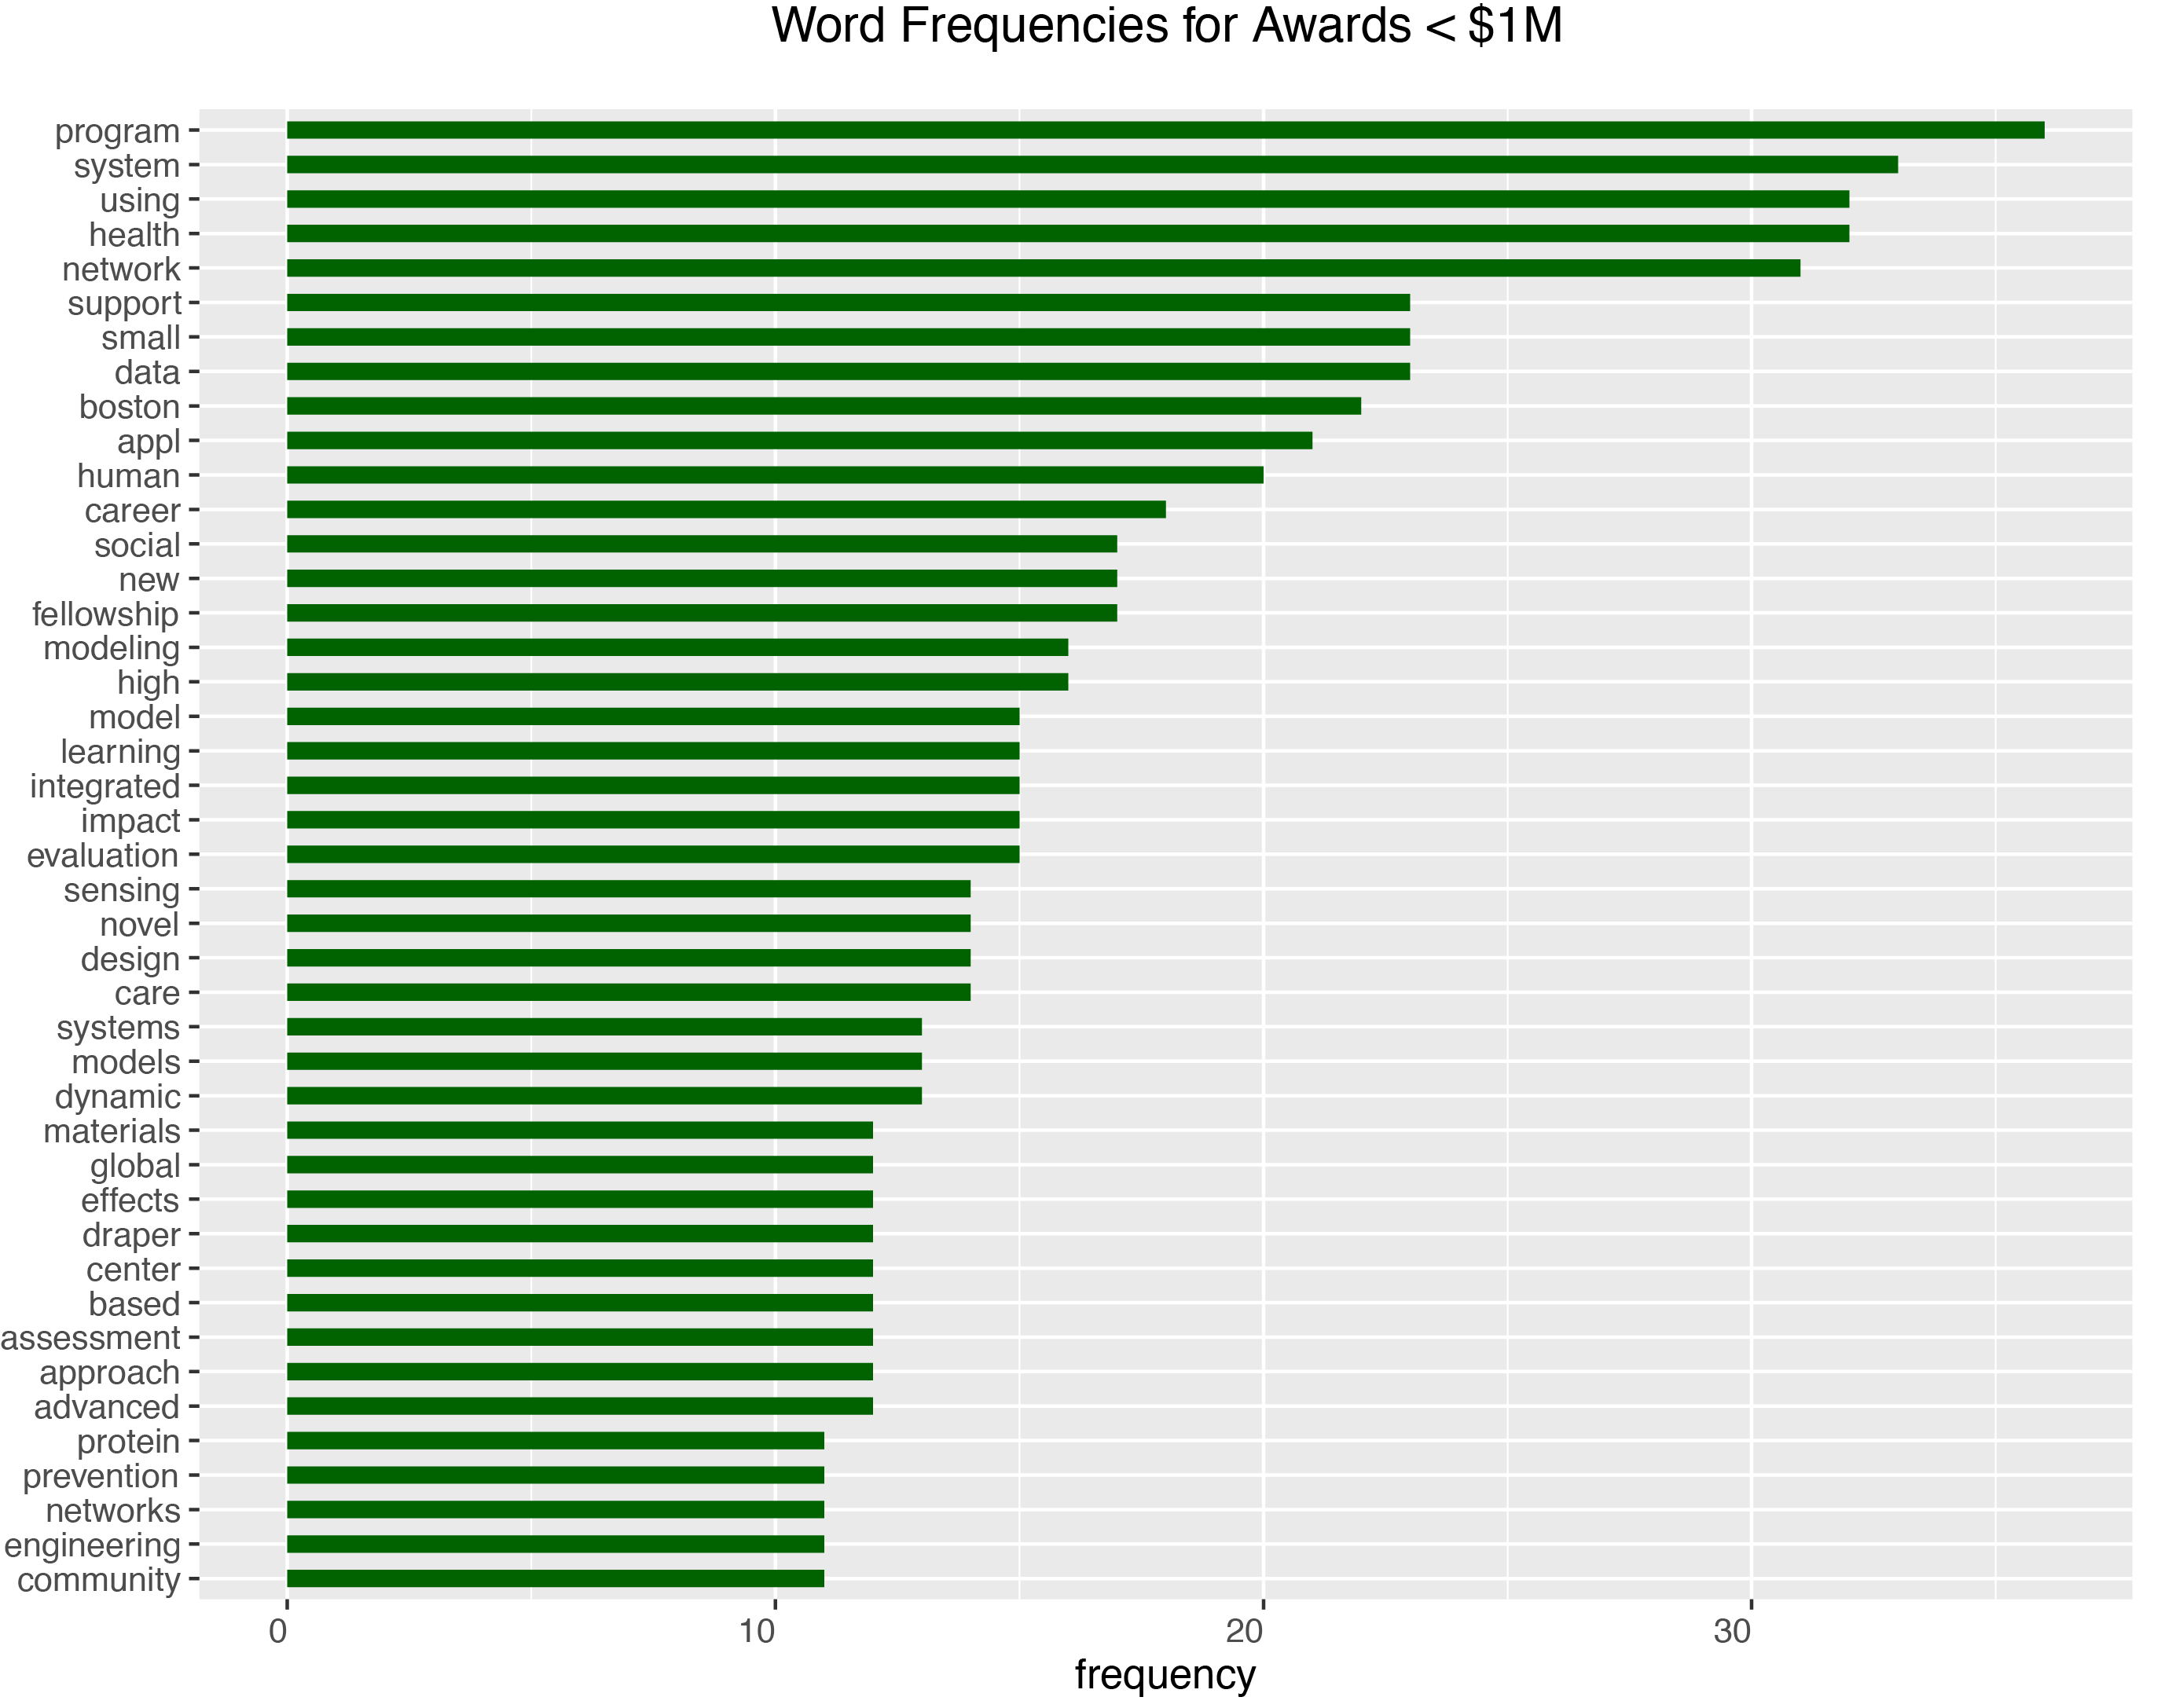 Word Frequencies for Awards < $1M
program
system
using
health
network
support
small
data
boston
appl
human
career
social
new
fellowship
modeling
high
model
learning
integrated
impact
evaluation
sensing
novel
design
care
systems
models
dynamic
materials
global
effects
draper
center
based
assessment
approach
advanced
protein
prevention
networks
engineering
community
0 10 20 30
frequency